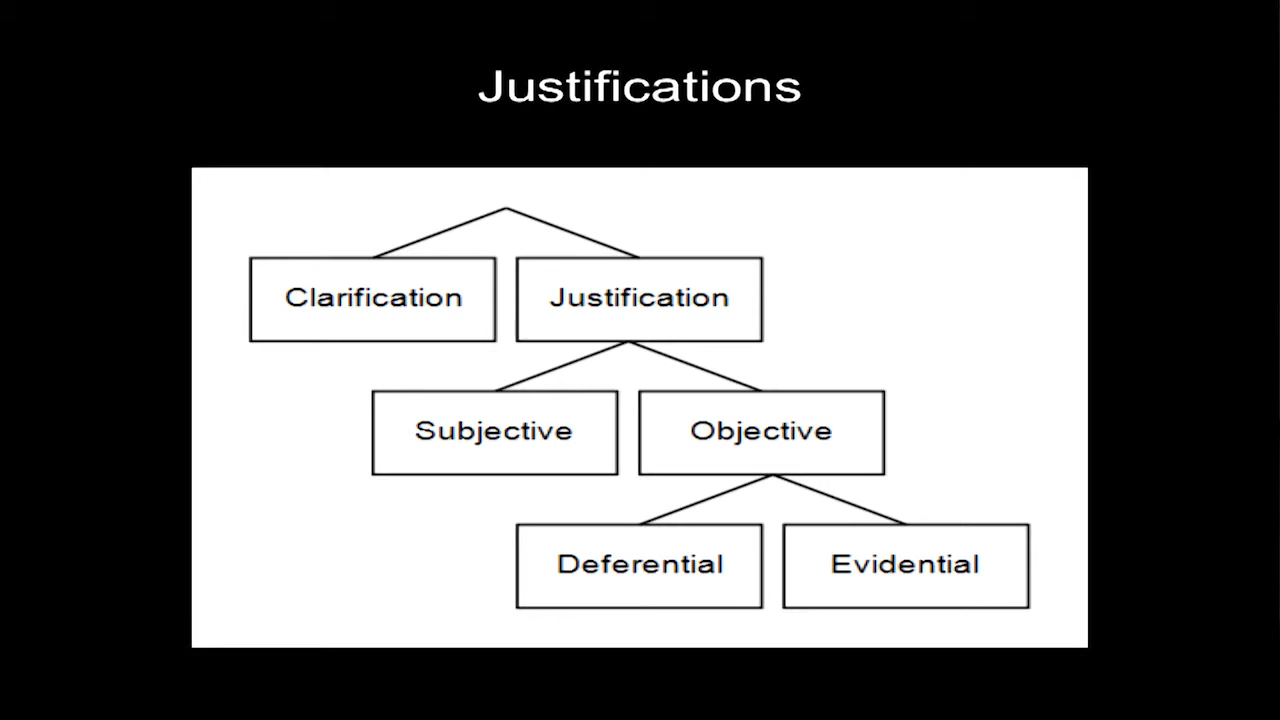 Justifications
Clarification
Justification
Subjective
Objective
Deferential
Evidential